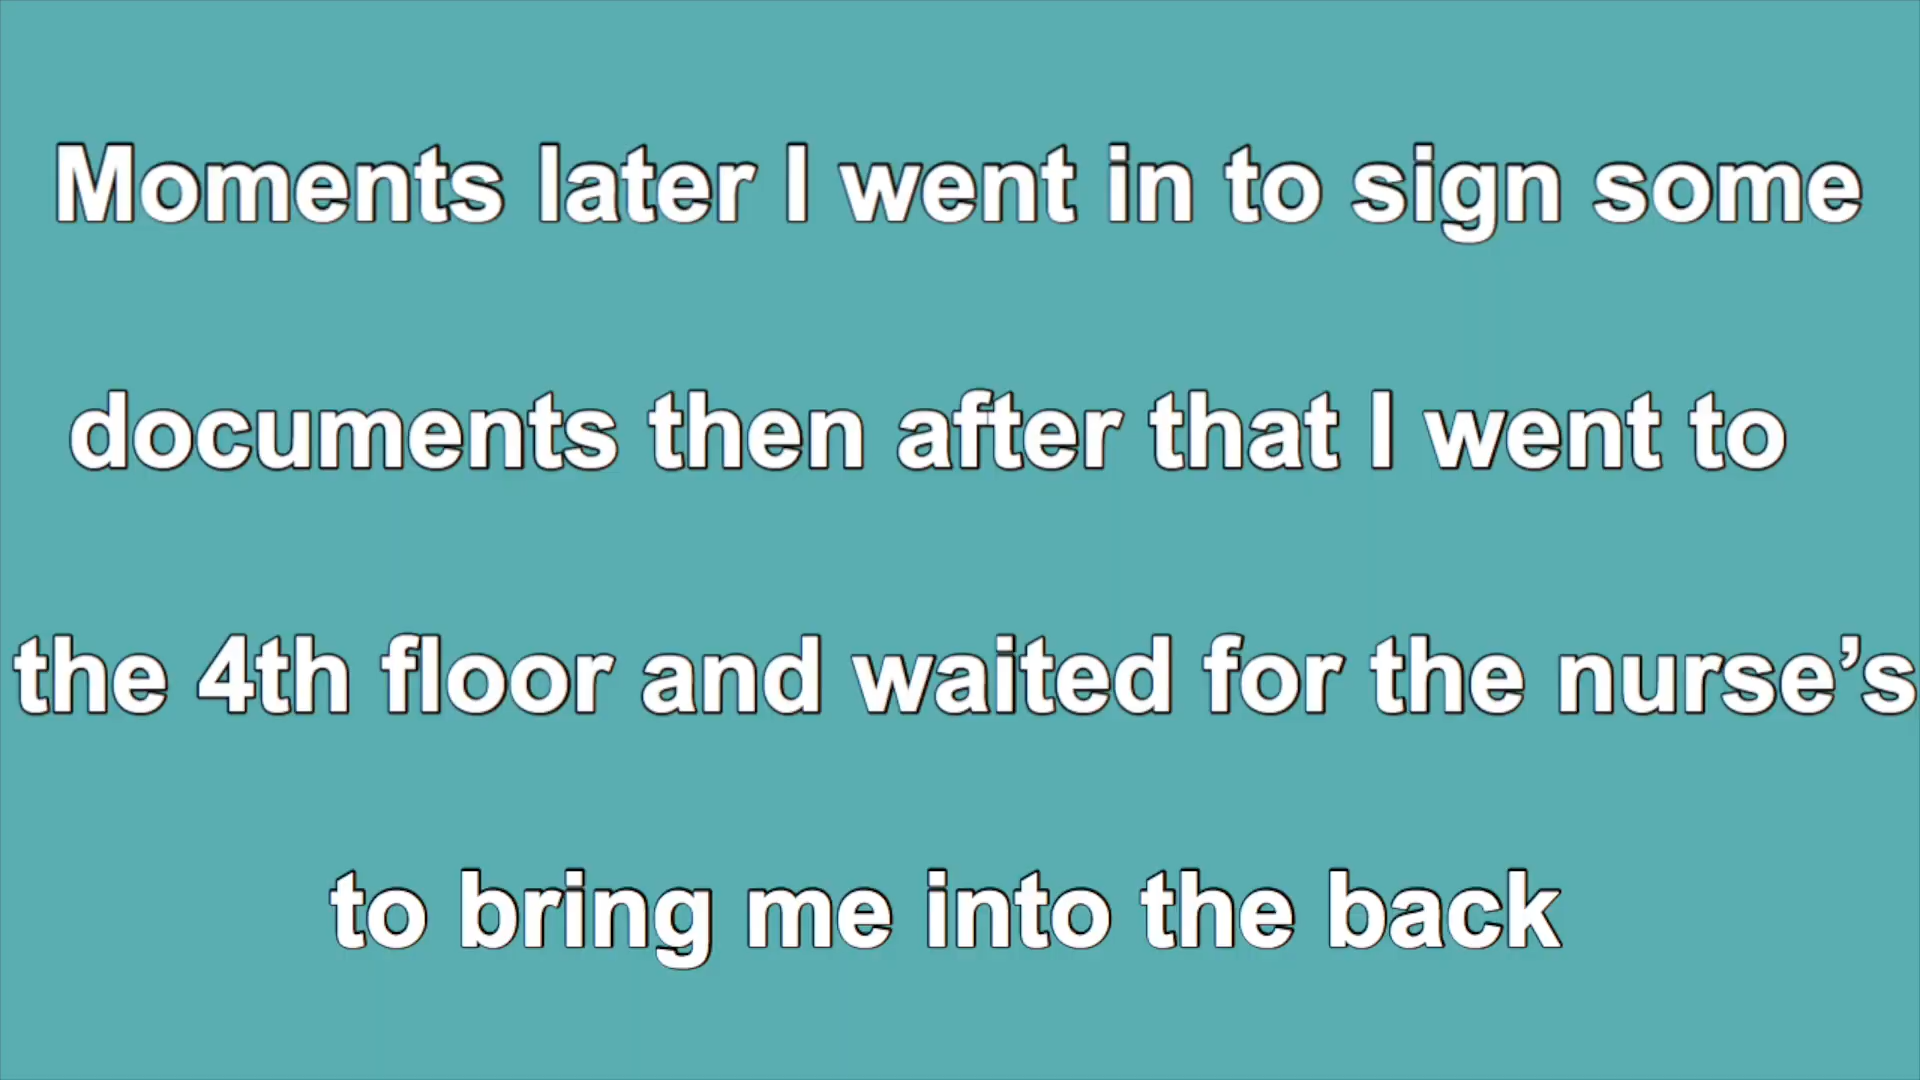 Moments later I went in to sign some
documents then after that I went to
the 4th floor and waited for the nurse’s
to bring me into the back